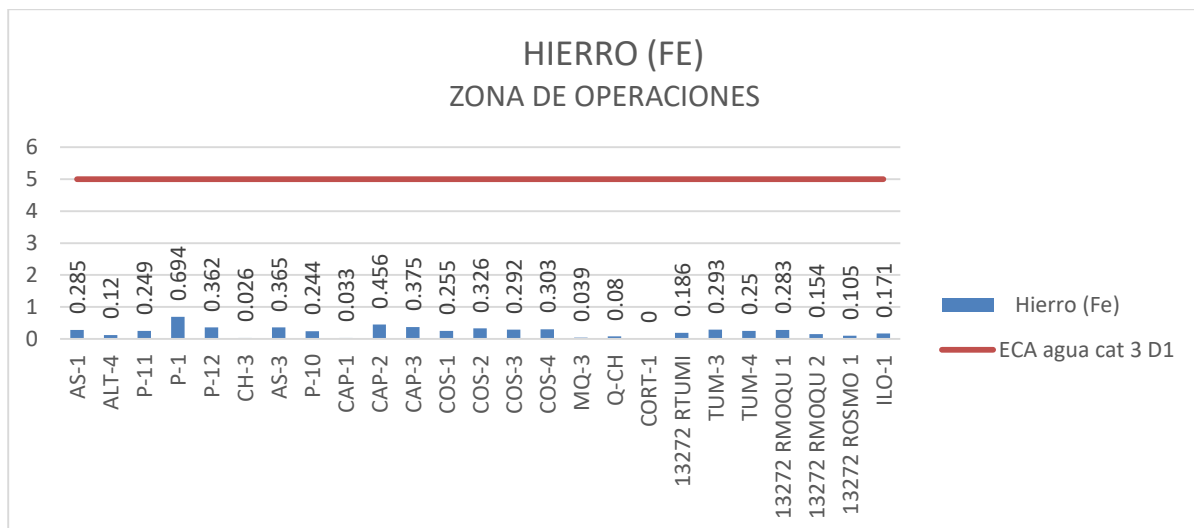 HIERRO (FE)
ZONA DE OPERACIONES
6
5
4
3
2
1
0
0.285
0.12
0.249
0.694
0.362
0.026
0.365
0.244
0.033
0.456
0.375
0.255
0.326
0.292
0.303
0.039
0.08
0
0.186
0.293
0.25
0.283
0.154
0.105
0.171
AS-1
ALT-4
P-11
P-1
P-12
CH-3
AS-3
P-10
CAP-1
CAP-2
CAP-3
COS-1
COS-2
COS-3
COS-4
MQ-3
Q-CH
CORT-1
13272 RTUMI
TUM-3
TUM-4
13272 RMOQU 1
13272 RMOQU 2
13272 ROSMO 1
ILO-1
Hierro (Fe)
ECA agua cat 3 D1